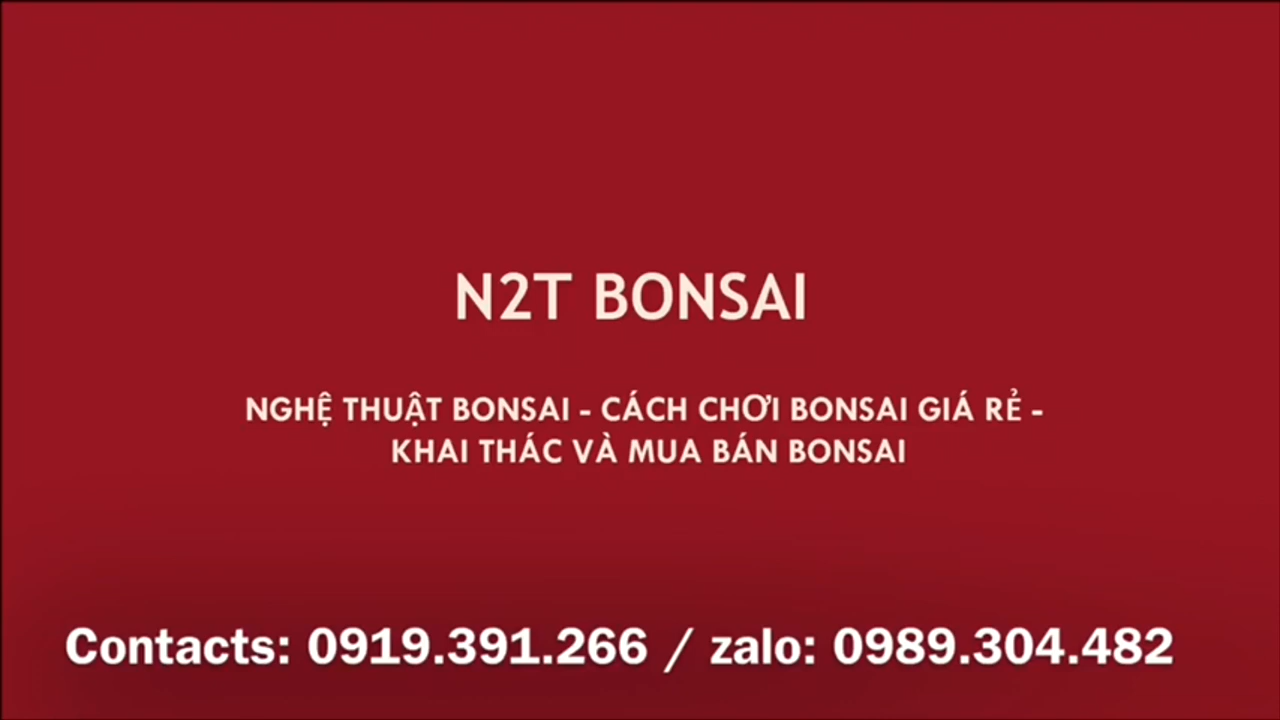 N2T BONSAI
NGHỆ THUẬT BONSAI - CÁCH CHƠI BONSAI GIÁ RẺ -
KHAI THÁC VÀ MUA BÁN BONSAI
Contacts: 0919.391.266 / zalo: 0989.304.482